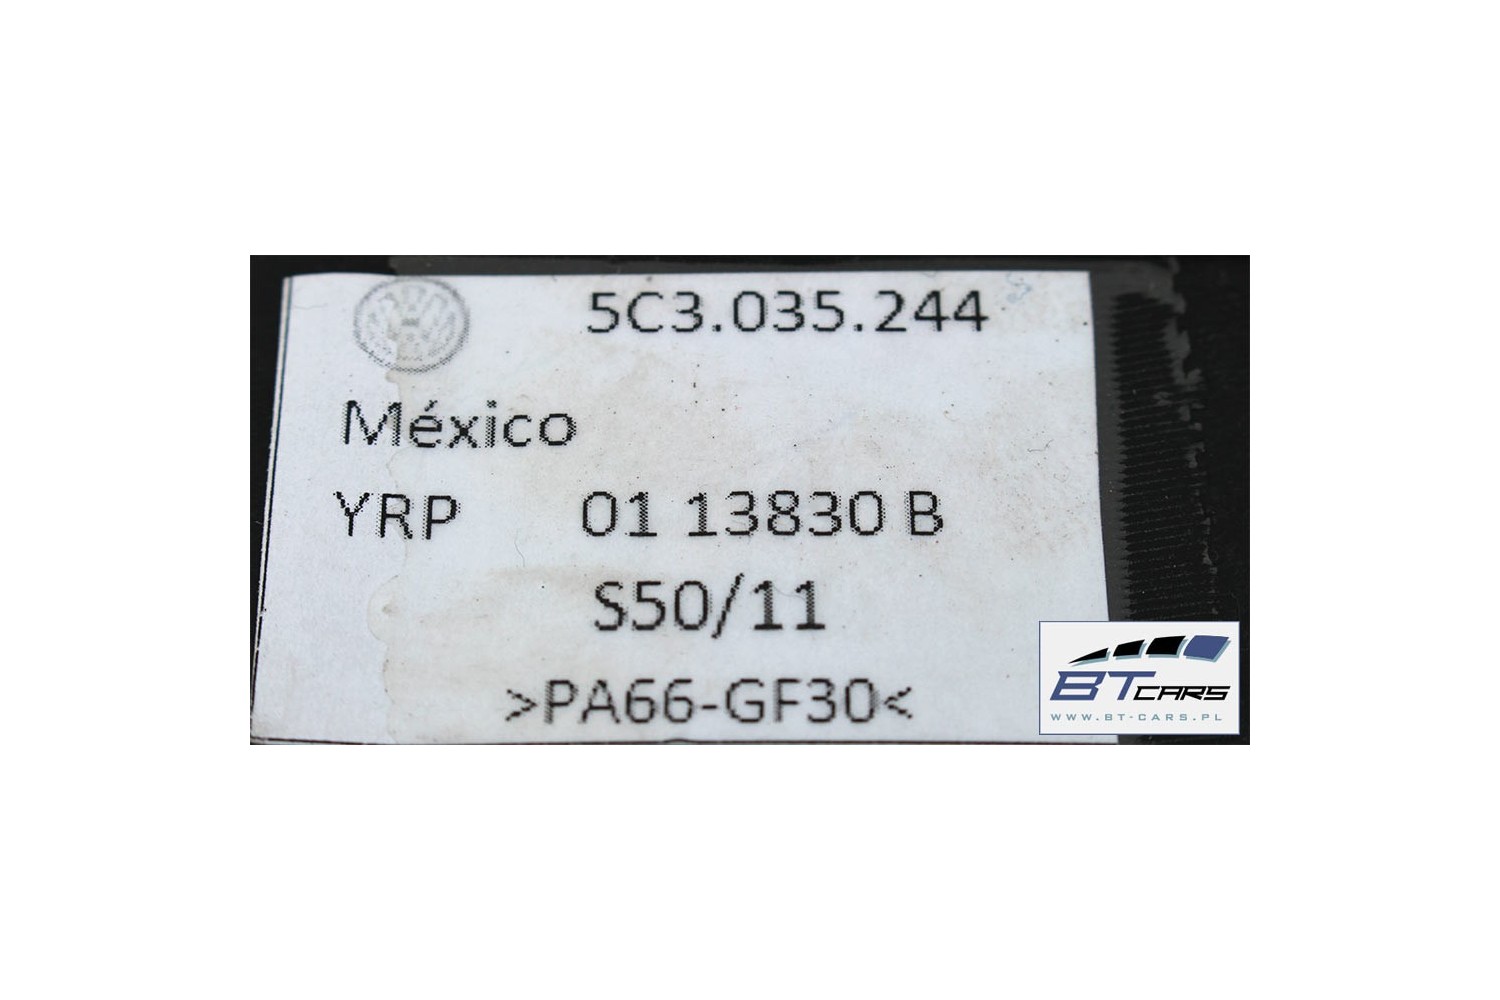 5C3.035.244
México
YRP 01 13830 B
S50/11
>PA66-GF30<
BTCARS
WWW.BT-CARS.PL